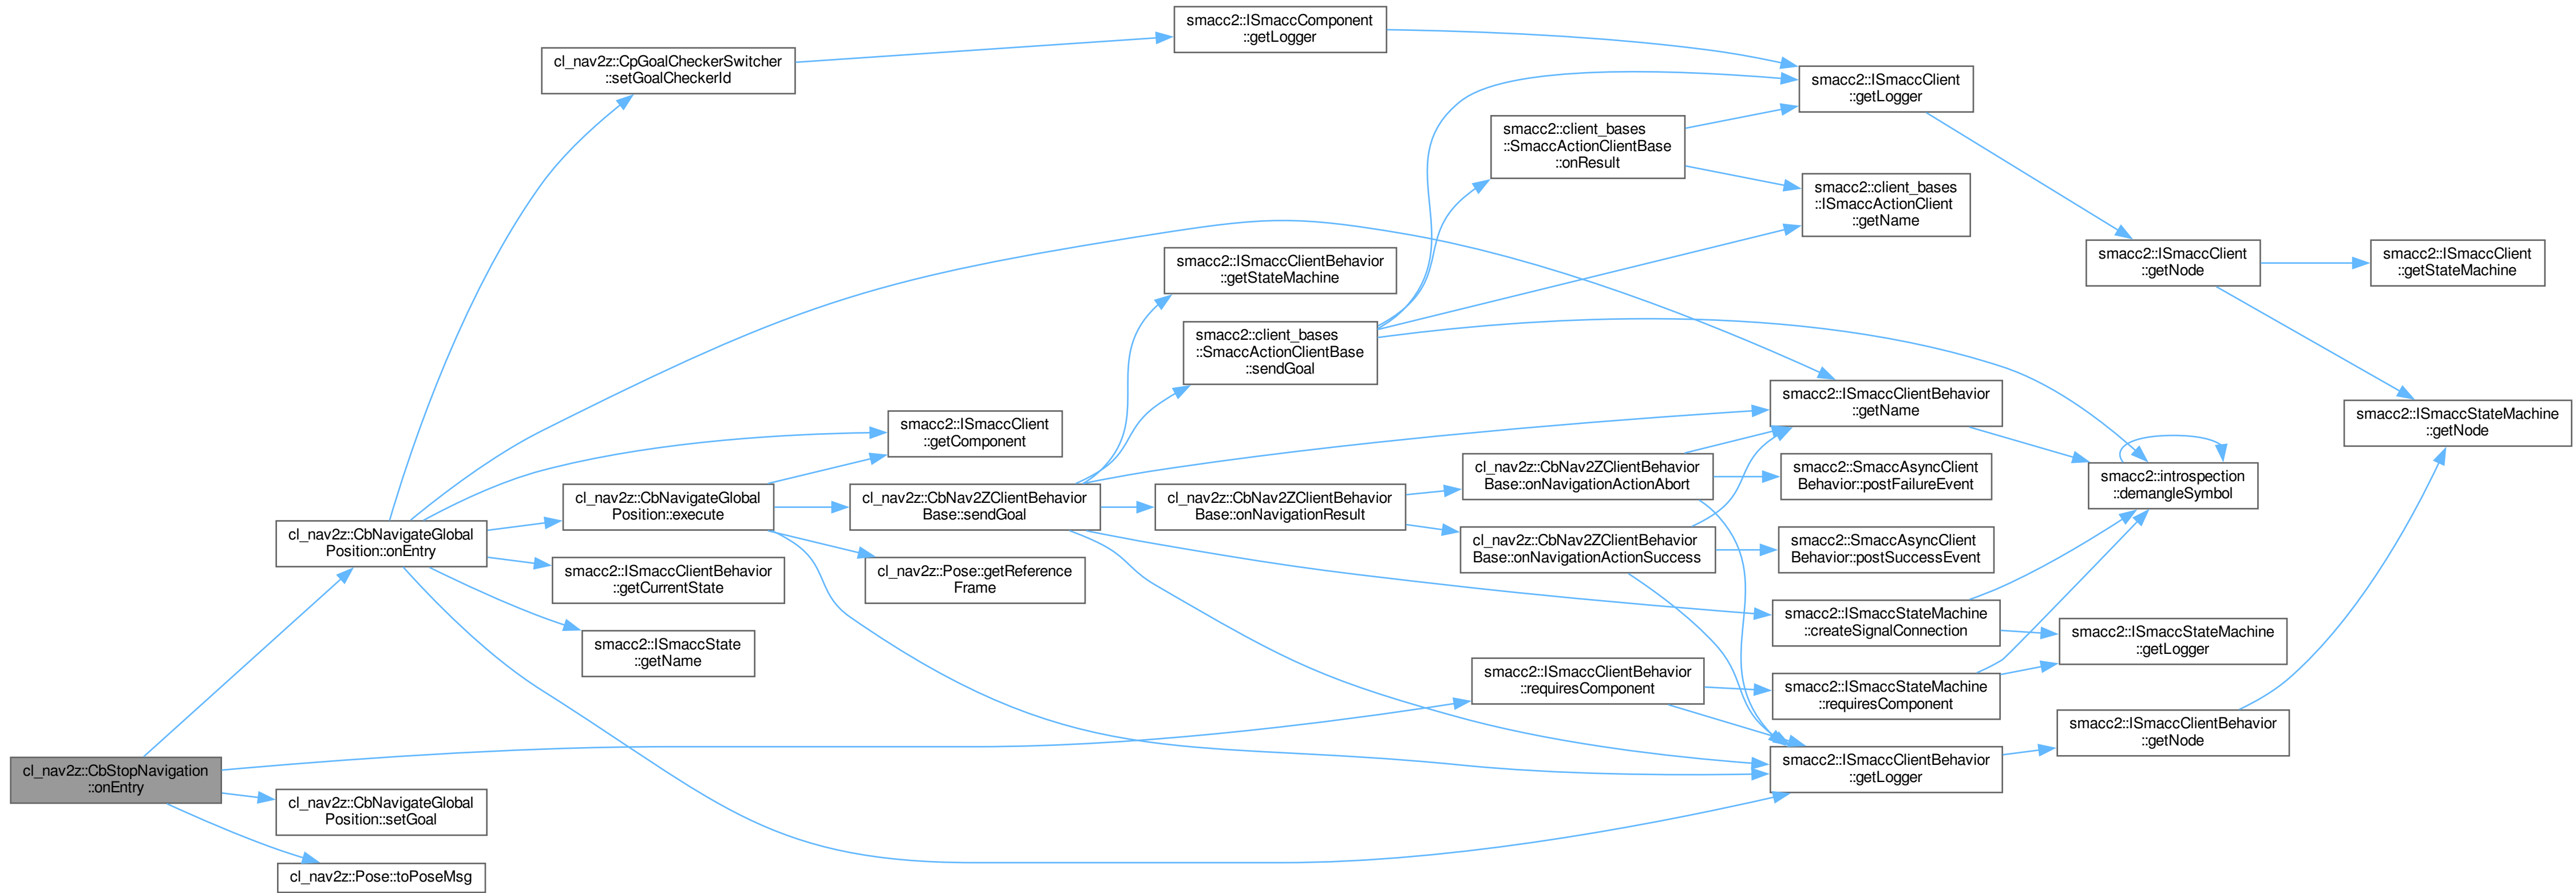 cl_nav2z::CbStopNavigation
::onEntry
cl_nav2z::CbNavigateGlobal
Position::onEntry
cl_nav2z::CbNavigateGlobal
Position::setGoal
cl_nav2z::Pose::toPoseMsg
cl_nav2z::CpGoalCheckerSwitcher
::setGoalCheckerId
cl_nav2z::CbNavigateGlobal
Position::execute
smacc2::ISmaccClientBehavior
::getCurrentState
smacc2::ISmaccState
::getName
smacc2::ISmaccClient
::getComponent
cl_nav2z::CbNav2ZClientBehavior
Base::sendGoal
cl_nav2z::Pose::getReference
Frame
smacc2::ISmaccComponent
::getLogger
smacc2::ISmaccClientBehavior
::getStateMachine
smacc2::client_bases
::SmaccActionClientBase
::sendGoal
cl_nav2z::CbNav2ZClientBehavior
Base::onNavigationResult
smacc2::client_bases
::SmaccActionClientBase
::onResult
cl_nav2z::CbNav2ZClientBehavior
Base::onNavigationActionAbort
cl_nav2z::CbNav2ZClientBehavior
Base::onNavigationActionSuccess
smacc2::ISmaccClientBehavior
::requiresComponent
smacc2::ISmaccClient
::getLogger
smacc2::client_bases
::ISmaccActionClient
::getName
smacc2::ISmaccClientBehavior
::getName
smacc2::SmaccAsyncClient
Behavior::postFailureEvent
smacc2::SmaccAsyncClient
Behavior::postSuccessEvent
smacc2::ISmaccStateMachine
::createSignalConnection
smacc2::ISmaccStateMachine
::requiresComponent
smacc2::ISmaccClientBehavior
::getLogger
smacc2::ISmaccClient
::getNode
smacc2::introspection
::demangleSymbol
smacc2::ISmaccStateMachine
::getLogger
smacc2::ISmaccClientBehavior
::getNode
smacc2::ISmaccClient
::getStateMachine
smacc2::ISmaccStateMachine
::getNode